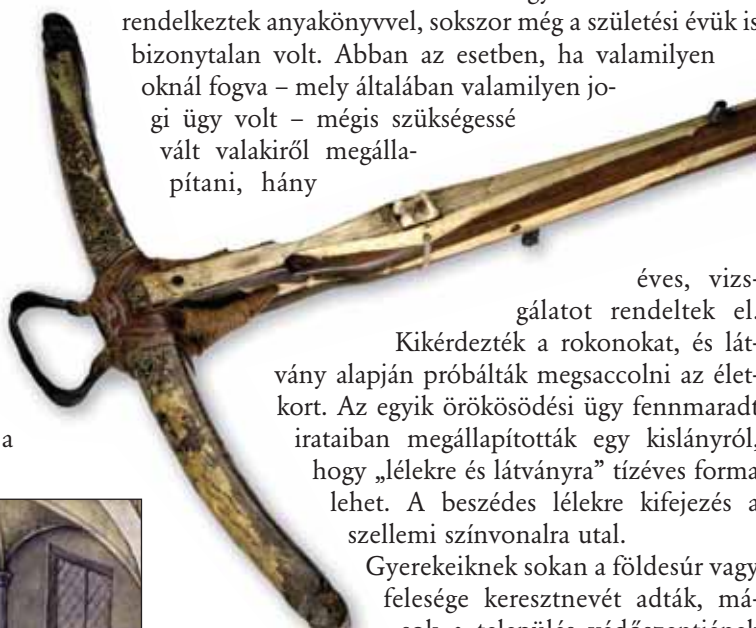 rendelkeztek anyakönyvvel, sokszor még a születési évük is
bizonytalan volt. Abban az esetben, ha valamilyen
oknál fogva – mely általában valamilyen jo-
gi ügy volt – mégis szükségessé
vált valakiről megálla-
pítani, hány
éves, vizs-
gálatot rendeltek el.
Kikérdezték a rokonokat, és lát-
vány alapján próbálták megsaccolni az élet-
kort. Az egyik örökösödési ügy fennmaradt
irataiban megállapították egy kislányról,
a
hogy „lélekre és látványra” tízéves forma
lehet. A beszédes lélekre kifejezés a
szellemi színvonalra utal.
Gyerekeiknek sokan a földesúr vagy
felesége keresztnevét adták, má-